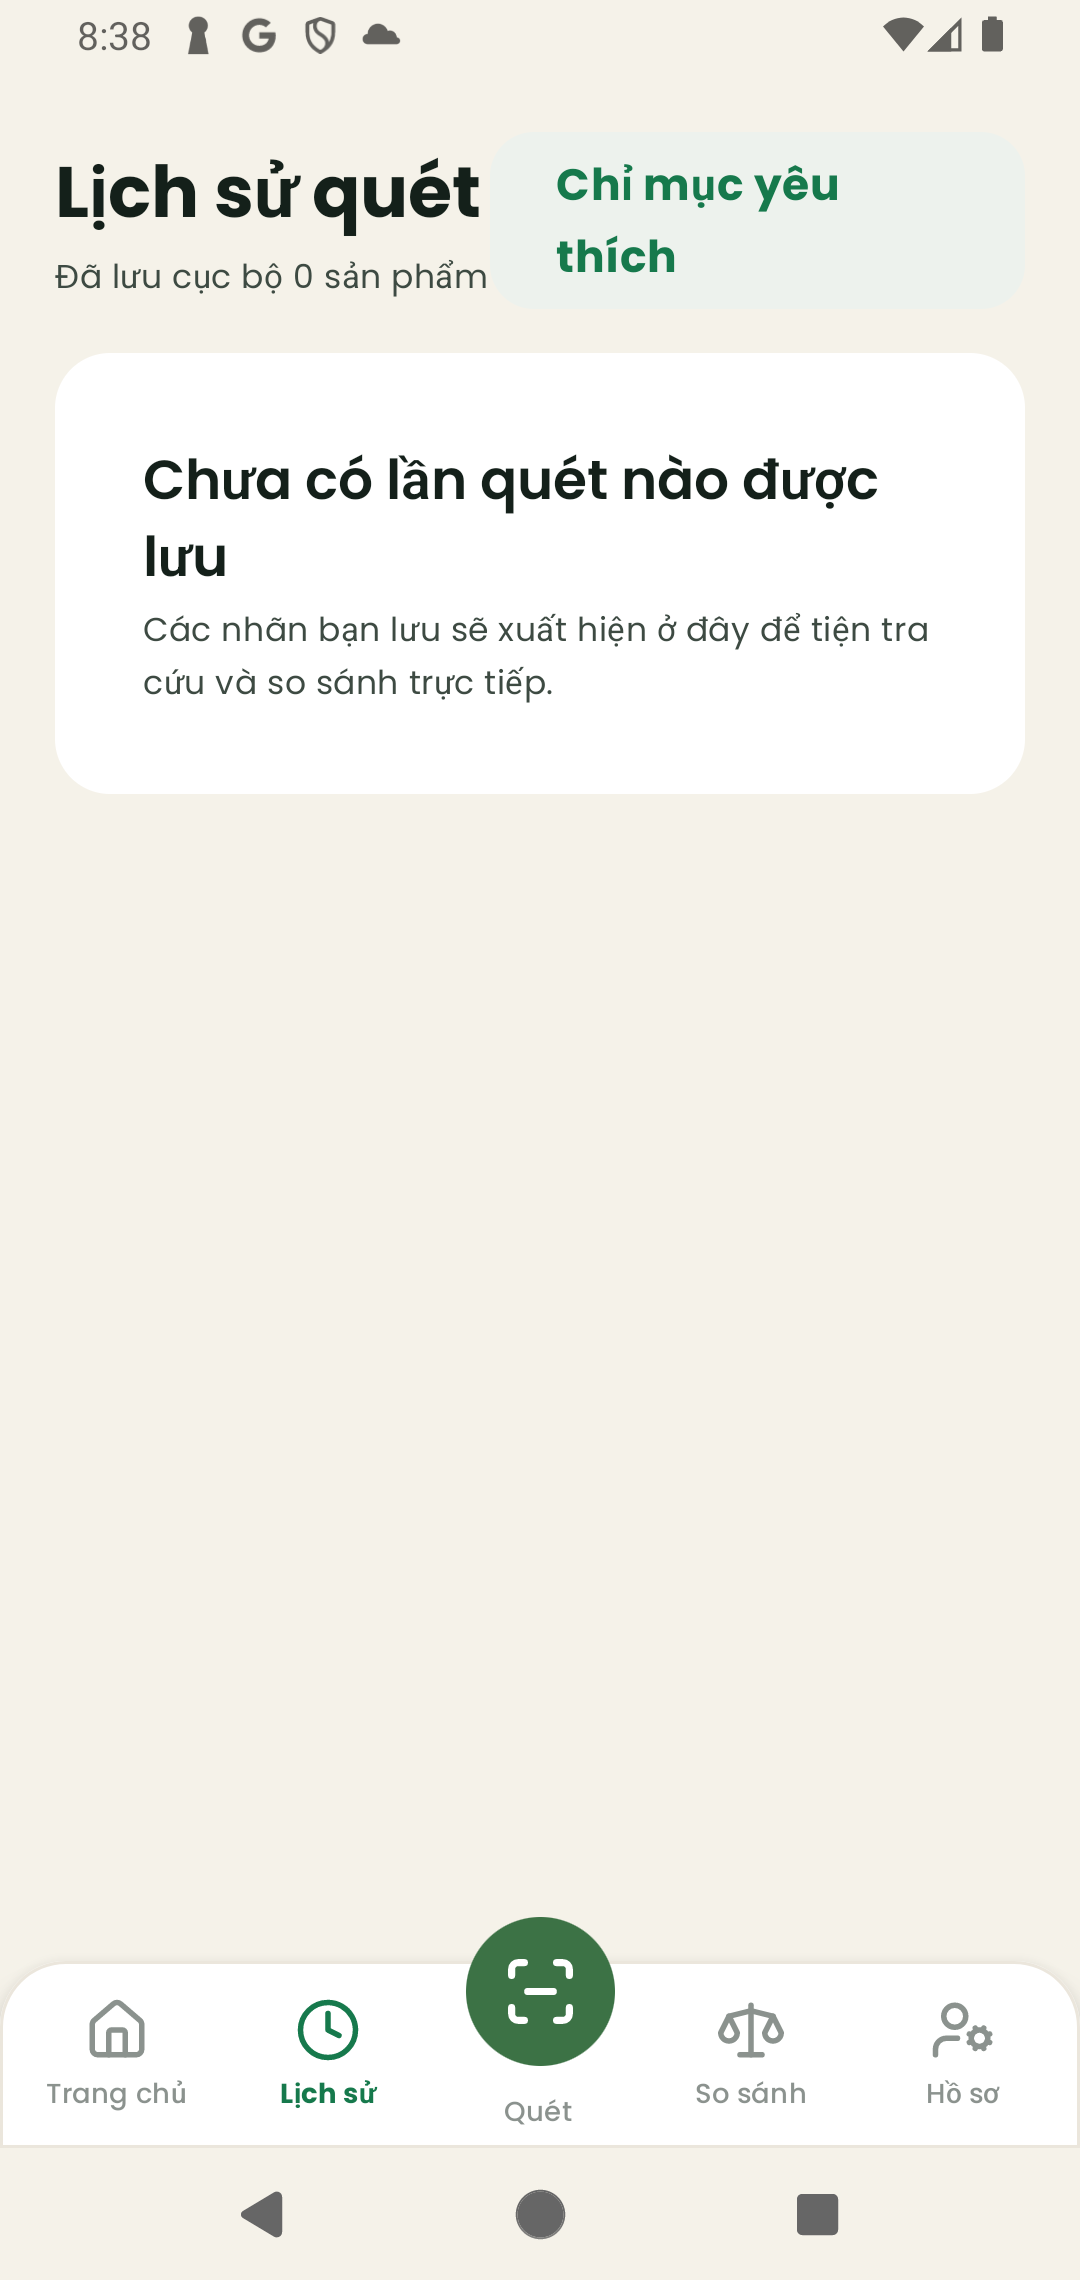 8:38
Lịch sử quét
Đã lưu cục bộ 0 sản phẩm
Chỉ mục yêu
thích
Chưa có lần quét nào được
lưu
Các nhãn bạn lưu sẽ xuất hiện ở đây để tiện tra
cứu và so sánh trực tiếp.
Trang chủ
Lịch sử
Quét
So sánh
Hồ sơ